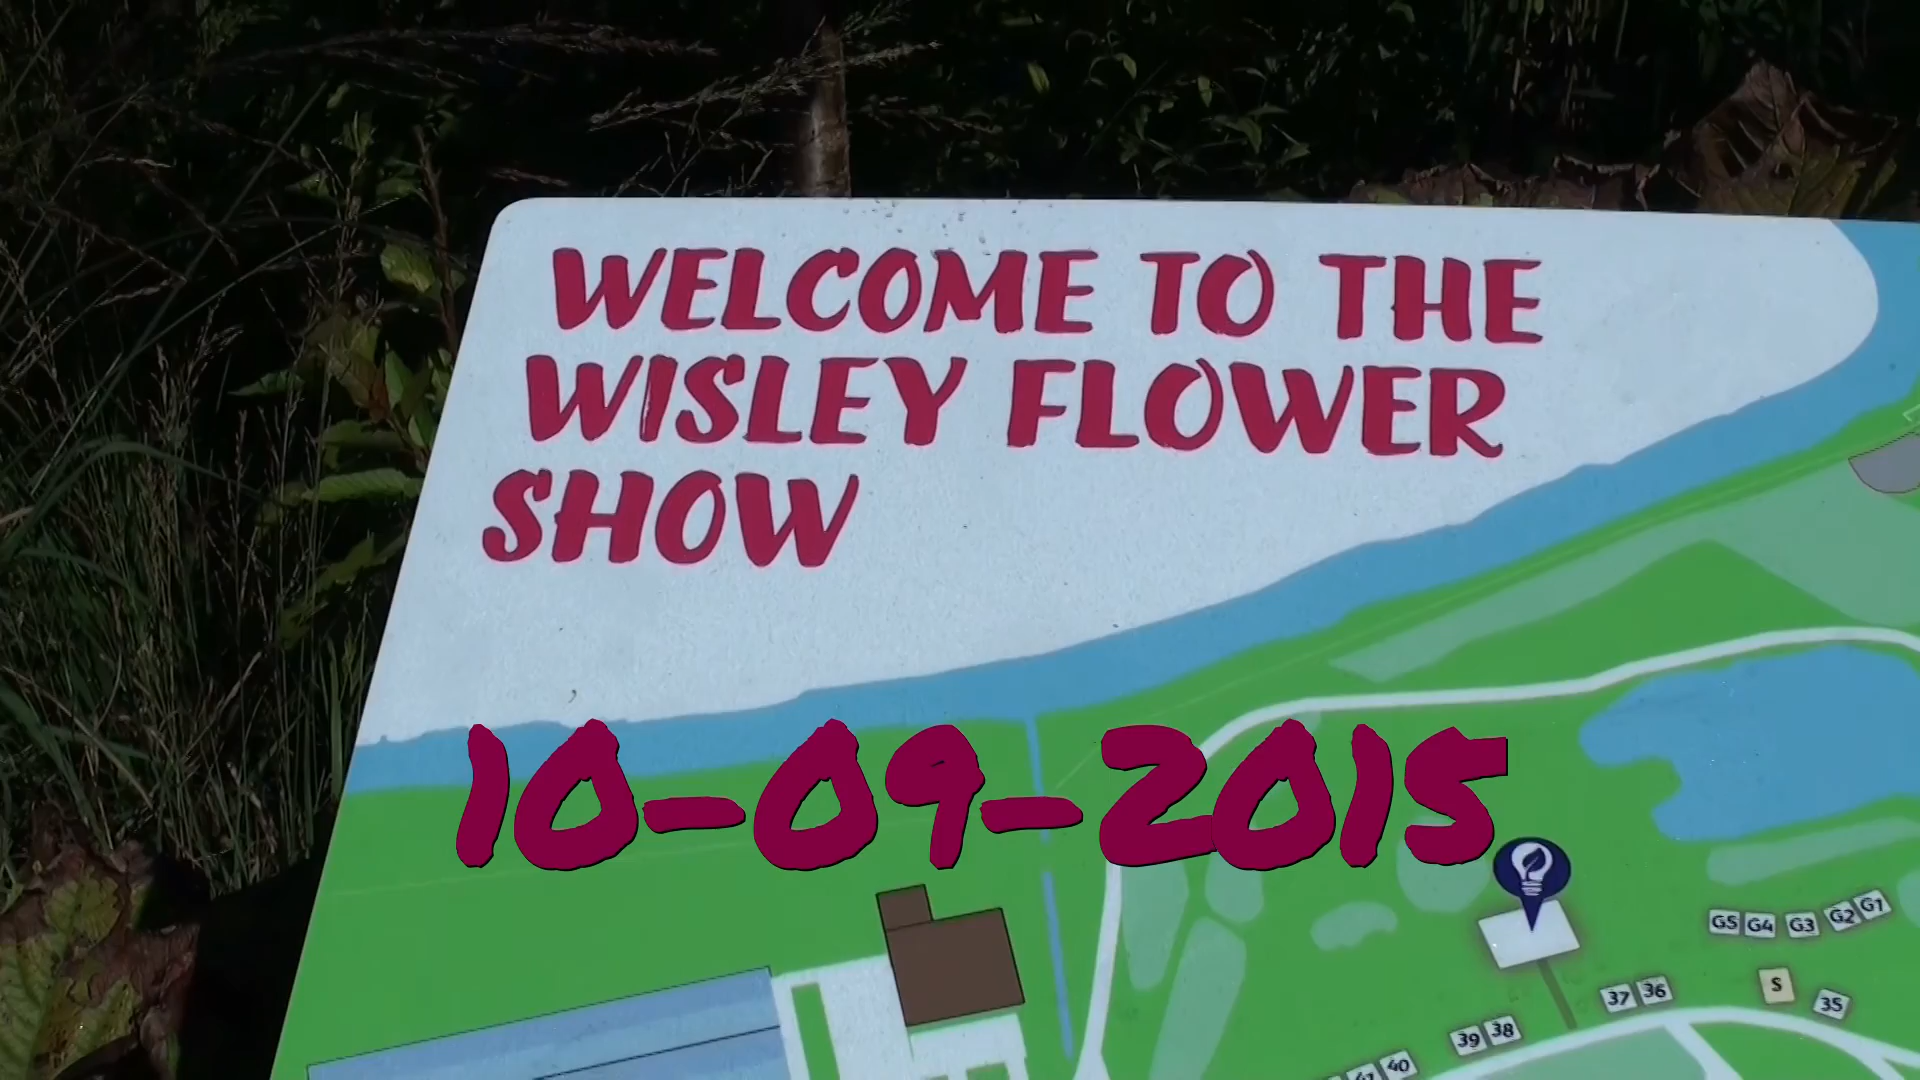 WELCOME TO THE
WISLEY FLOWER
SHOW
10-09-2015
G5 G4 G3 G2 G1
37 36 S 35
39 38
40